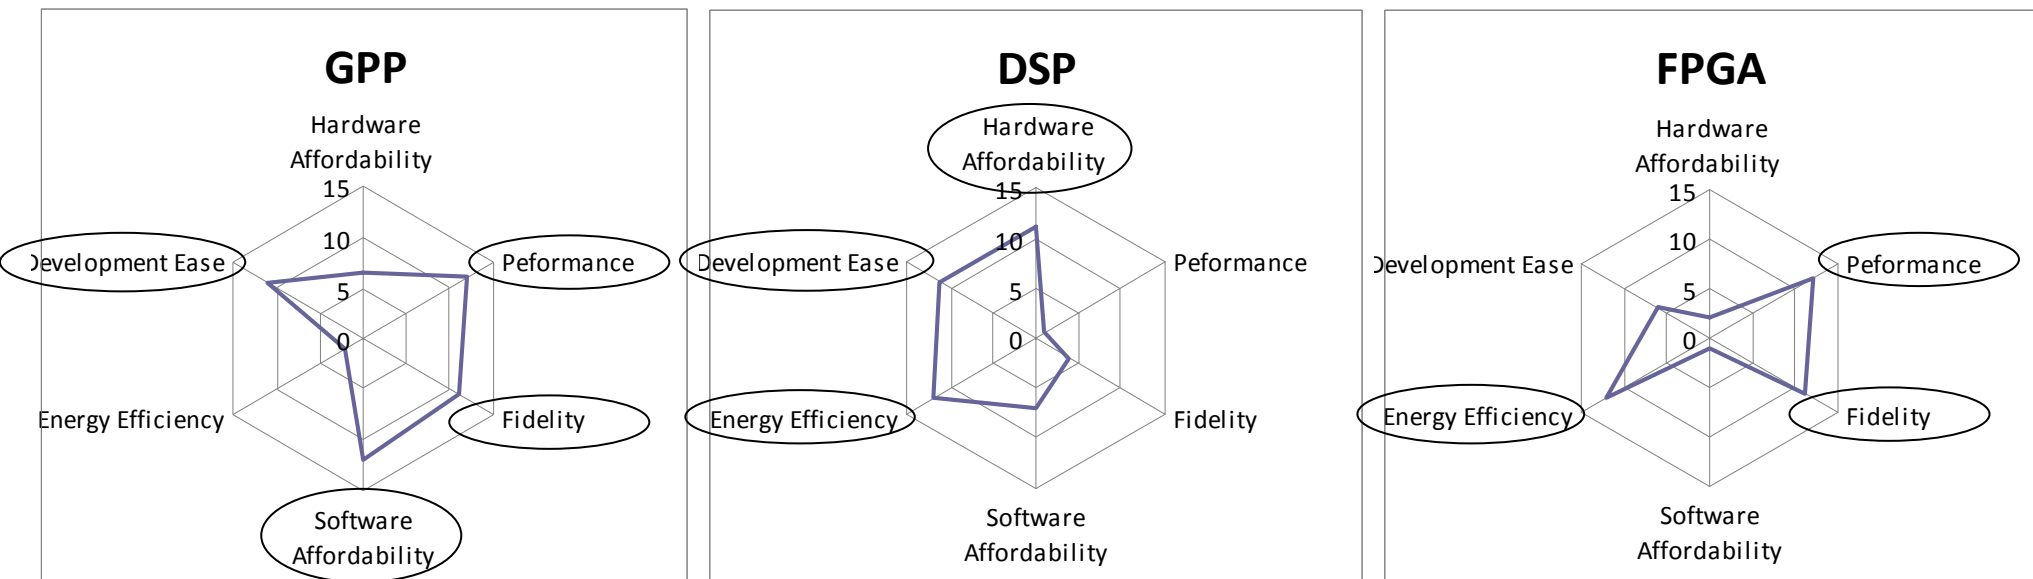 GPP
Hardware
Affordability
15
10
5
0
Development Ease
Peformance
Energy Efficiency
Fidelity
Software
Affordability
DSP
Hardware
Affordability
15
10
5
0
Development Ease
Peformance
Energy Efficiency
Fidelity
Software
Affordability
FPGA
Hardware
Affordability
15
10
5
0
Development Ease
Peformance
Energy Efficiency
Fidelity
Software
Affordability